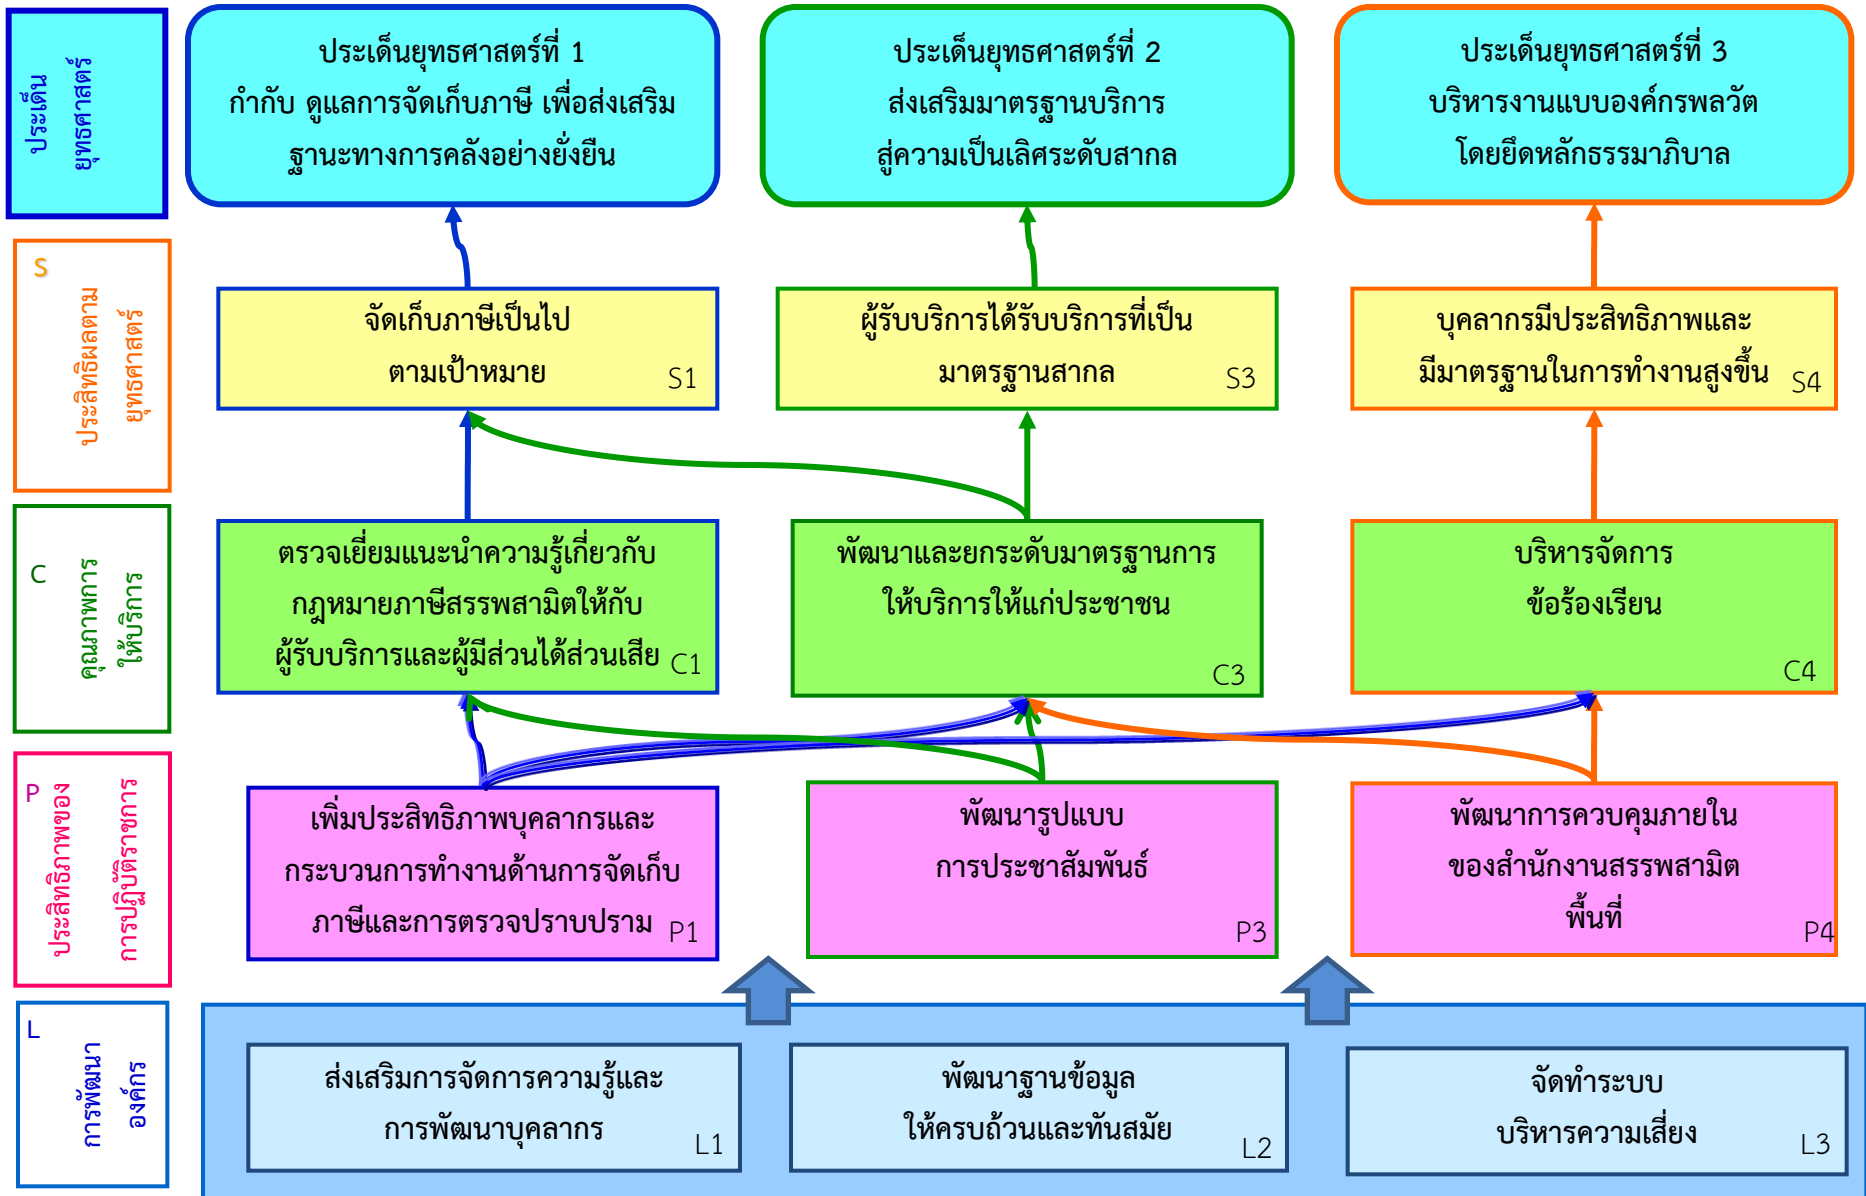 ประเด็น
ยุทธศาสตร์
ประเด็นยุทธศาสตร์ที่ 1
กำกับ ดูแลการจัดเก็บภาษี เพื่อส่งเสริม
ฐานะทางการคลังอย่างยั่งยืน
ประเด็นยุทธศาสตร์ที่ 2
ส่งเสริมมาตรฐานบริการ
สู่ความเป็นเลิศระดับสากล
ประเด็นยุทธศาสตร์ที่ 3
บริหารงานแบบองค์กรพลวัต
โดยยึดหลักธรรมาภิบาล
S
ประสิทธิผลตาม
ยุทธศาสตร์
จัดเก็บภาษีเป็นไป
ตามเป้าหมาย
S1
ผู้รับบริการได้รับบริการที่เป็น
มาตรฐานสากล
S3
บุคลากรมีประสิทธิภาพและ
มีมาตรฐานในการทำงานสูงขึ้น
S4
C
คุณภาพการ
ให้บริการ
ตรวจเยี่ยมแนะนำความรู้เกี่ยวกับ
กฎหมายภาษีสรรพสามิตให้กับ
ผู้รับบริการและผู้มีส่วนได้ส่วนเสีย
C1
พัฒนาและยกระดับมาตรฐานการ
ให้บริการให้แก่ประชาชน
C3
บริหารจัดการ
ข้อร้องเรียน
C4
P
ประสิทธิภาพของ
การปฏิบัติราชการ
เพิ่มประสิทธิภาพบุคลากรและ
กระบวนการทำงานด้านการจัดเก็บ
ภาษีและการตรวจปราบปราม
P1
พัฒนารูปแบบ
การประชาสัมพันธ์
P3
พัฒนาการควบคุมภายใน
ของสำนักงานสรรพสามิต
พื้นที่
P4
L
การพัฒนา
องค์กร
ส่งเสริมการจัดการความรู้และ
การพัฒนาบุคลากร
L1
พัฒนาฐานข้อมูล
ให้ครบถ้วนและทันสมัย
L2
จัดทำระบบ
บริหารความเสี่ยง
L3